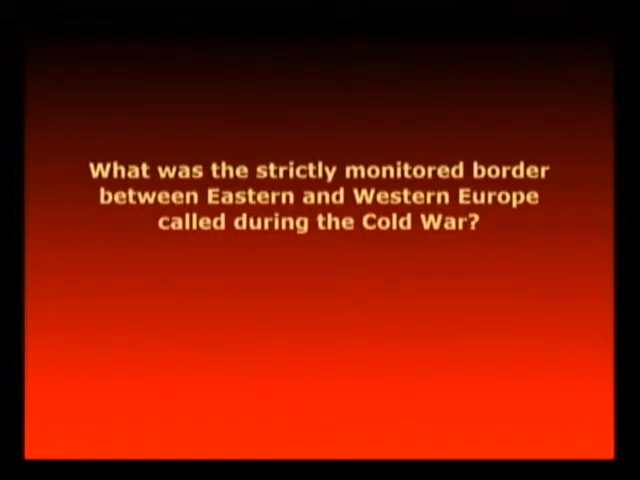 What was the strictly monitored border
between Eastern and Western Europe
called during the Cold War?